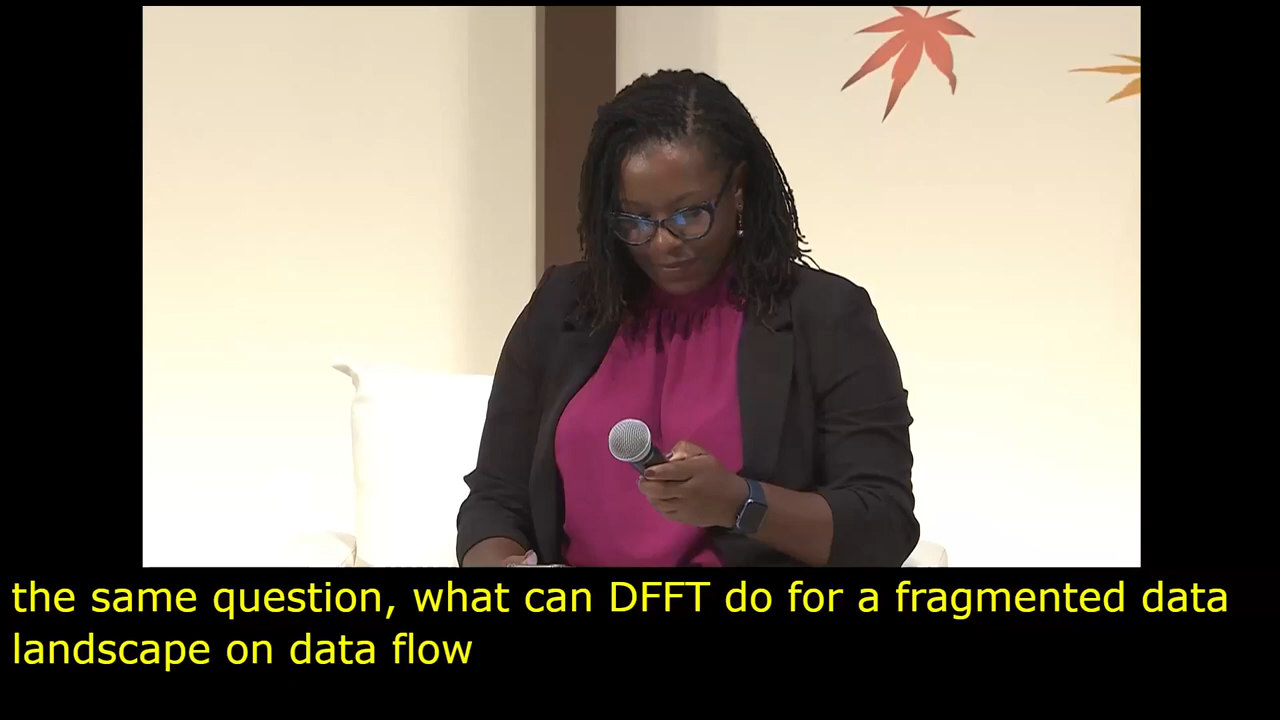 the same question, what can DFFT do for a fragmented data
landscape on data flow